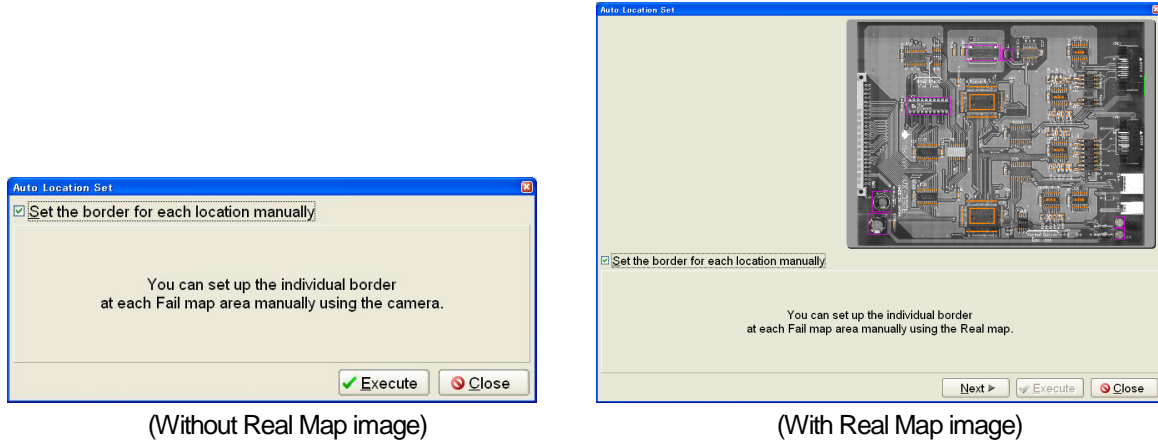 Auto Location Set
Set the border for each location manually
You can set up the individual border
at each Fail map area manually using the camera.
Execute
Close
(Without Real Map image)
Auto Location Set
Set the border for each location manually
You can set up the individual border
at each Fail map area manually using the Real map.
Next
Execute
Close
(With Real Map image)